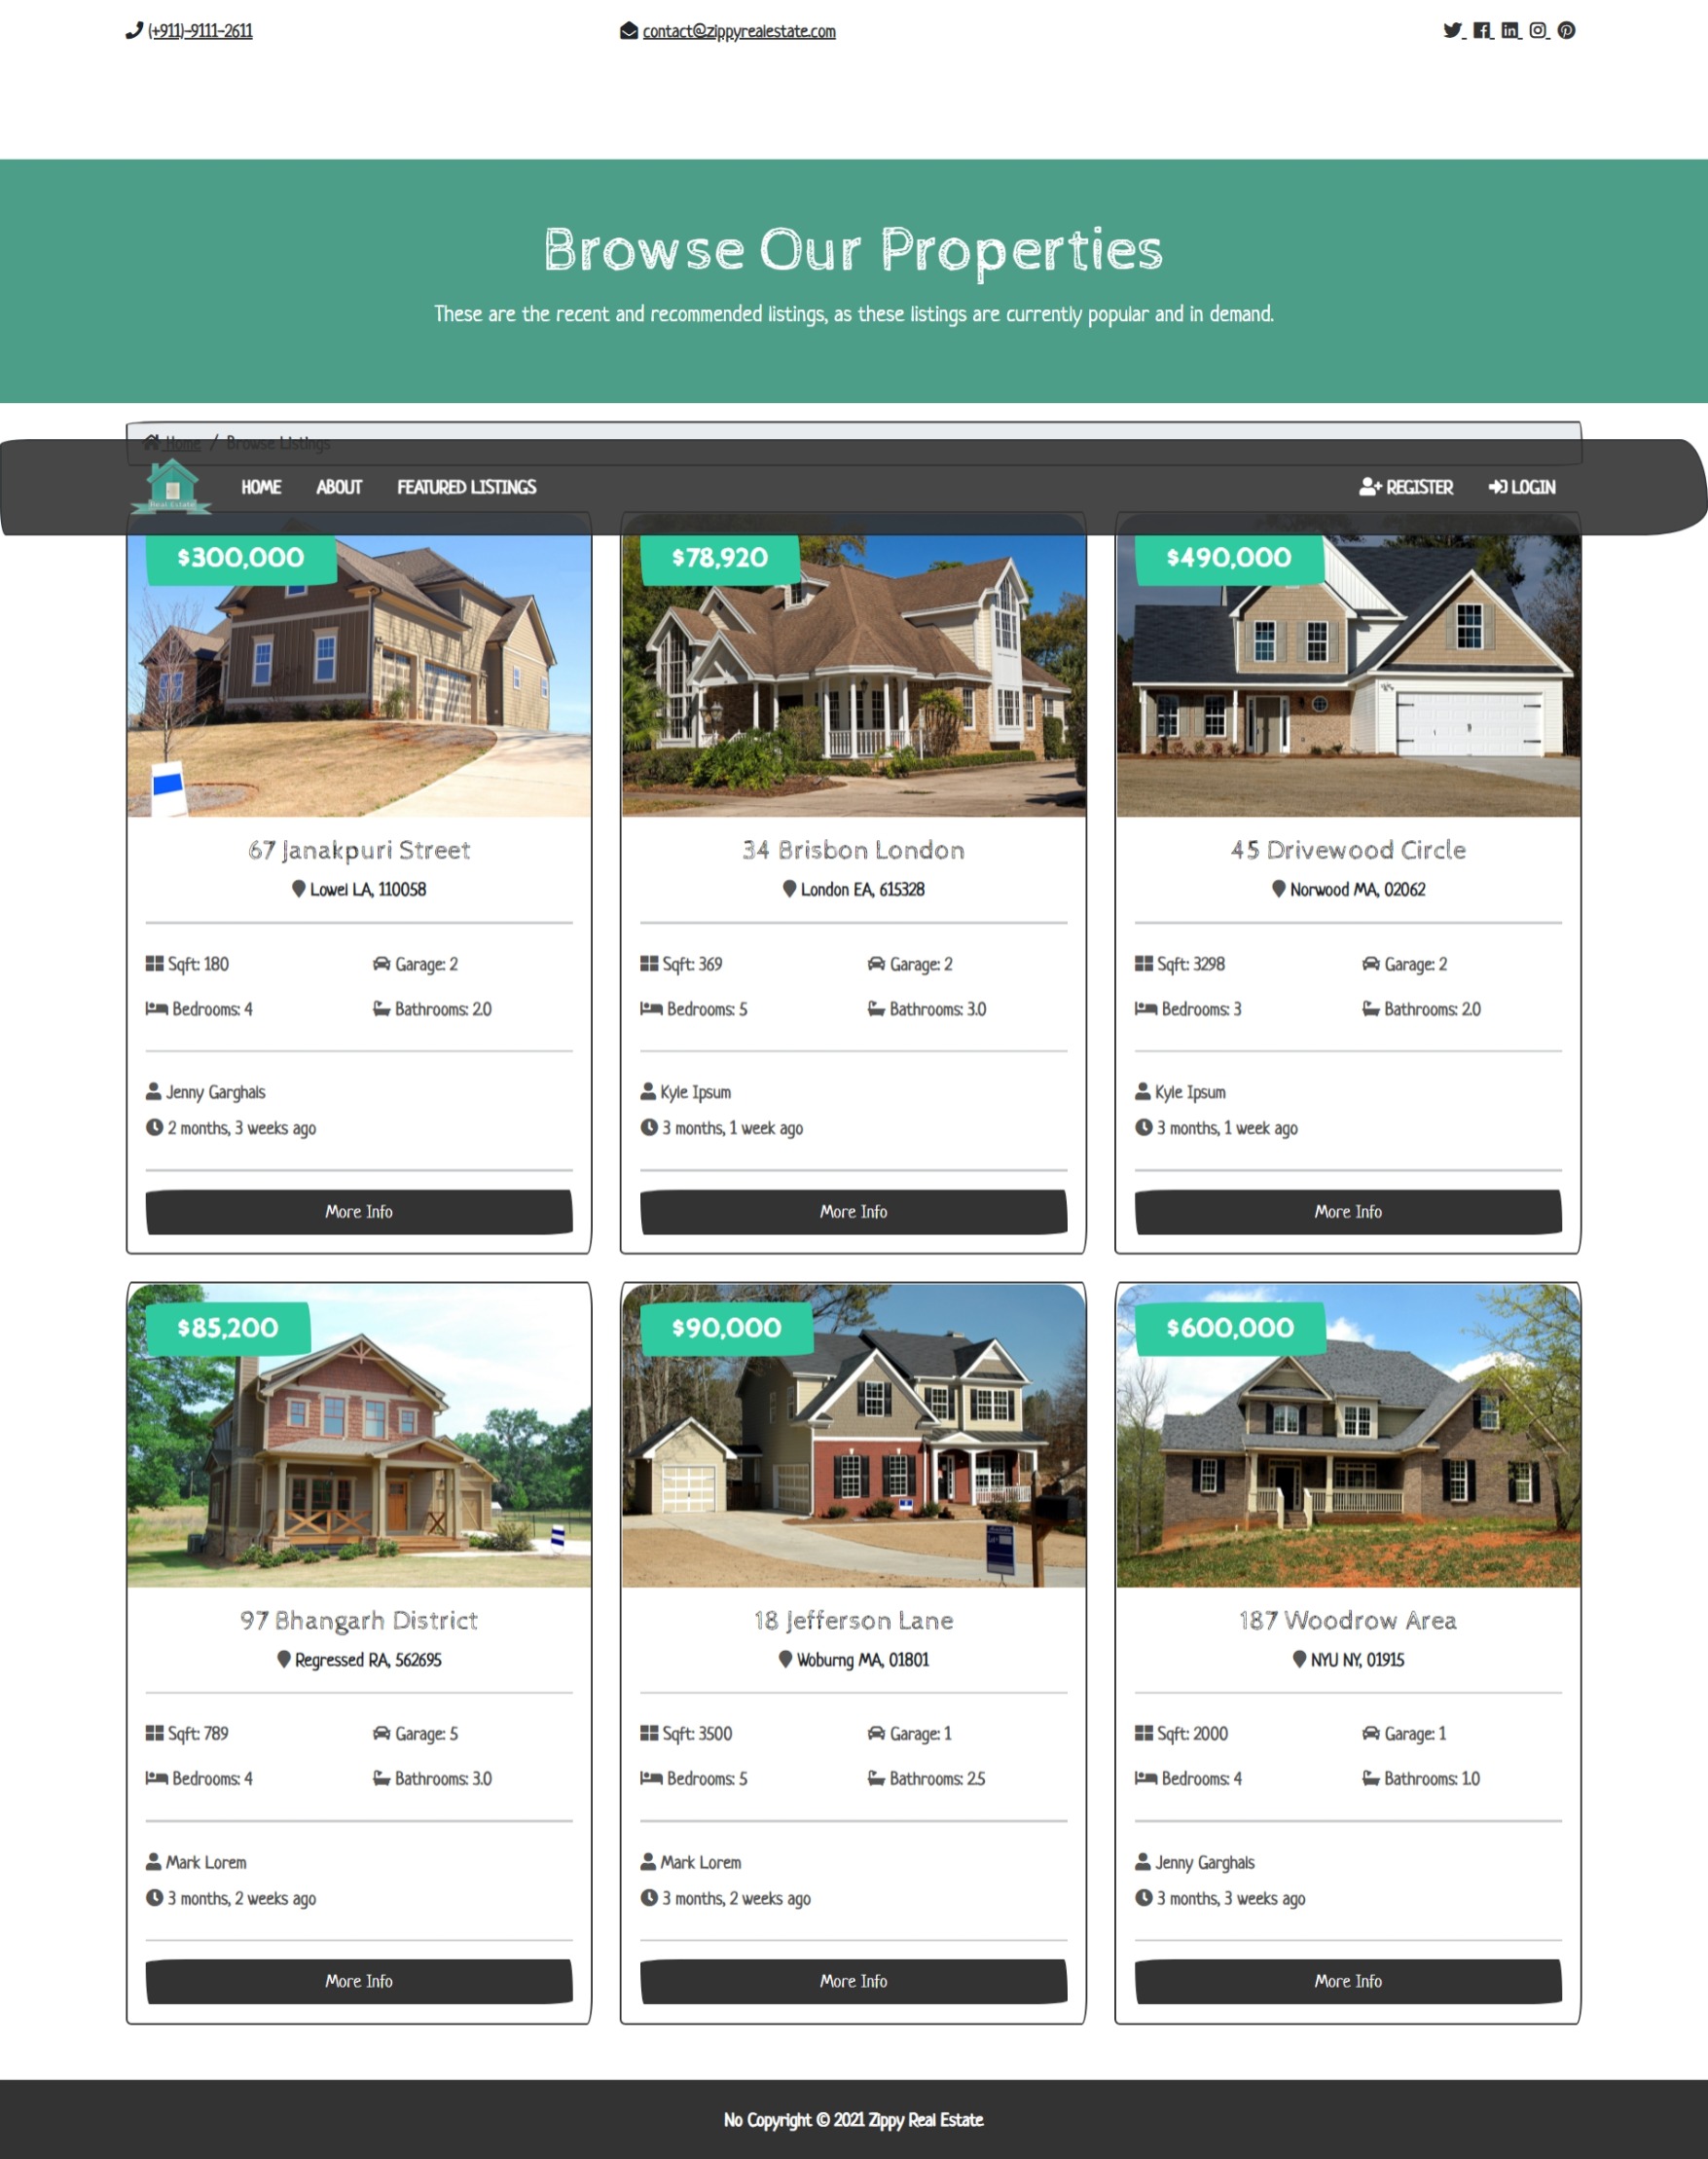 (+911)-9111-2611
contact@zippyrealestate.com
Browse Our Properties
These are the recent and recommended listings, as these listings are currently popular and in demand.
Home / Browse Listings
Real Estate
HOME ABOUT FEATURED LISTINGS REGISTER LOGIN
$300,000
67 Janakpuri Street
Lowel LA, 110058
Sqft: 180 Garage: 2
Bedrooms: 4 Bathrooms: 2.0
Jenny Garghals
2 months, 3 weeks ago
More Info
$78,920
34 Brisbon London
London EA, 615328
Sqft: 369 Garage: 2
Bedrooms: 5 Bathrooms: 3.0
Kyle Ipsum
3 months, 1 week ago
More Info
$490,000
45 Drivewood Circle
Norwood MA, 02062
Sqft: 3298 Garage: 2
Bedrooms: 3 Bathrooms: 2.0
Kyle Ipsum
3 months, 1 week ago
More Info
$85,200
97 Bhangarh District
Regressed RA, 562695
Sqft: 789 Garage: 5
Bedrooms: 4 Bathrooms: 3.0
Mark Lorem
3 months, 2 weeks ago
More Info
$90,000
18 Jefferson Lane
Woburng MA, 01801
Sqft: 3500 Garage: 1
Bedrooms: 5 Bathrooms: 2.5
Mark Lorem
3 months, 2 weeks ago
More Info
$600,000
187 Woodrow Area
NYU NY, 01915
Sqft: 2000 Garage: 1
Bedrooms: 4 Bathrooms: 1.0
Jenny Garghals
3 months, 3 weeks ago
More Info
No Copyright © 2021 Zippy Real Estate